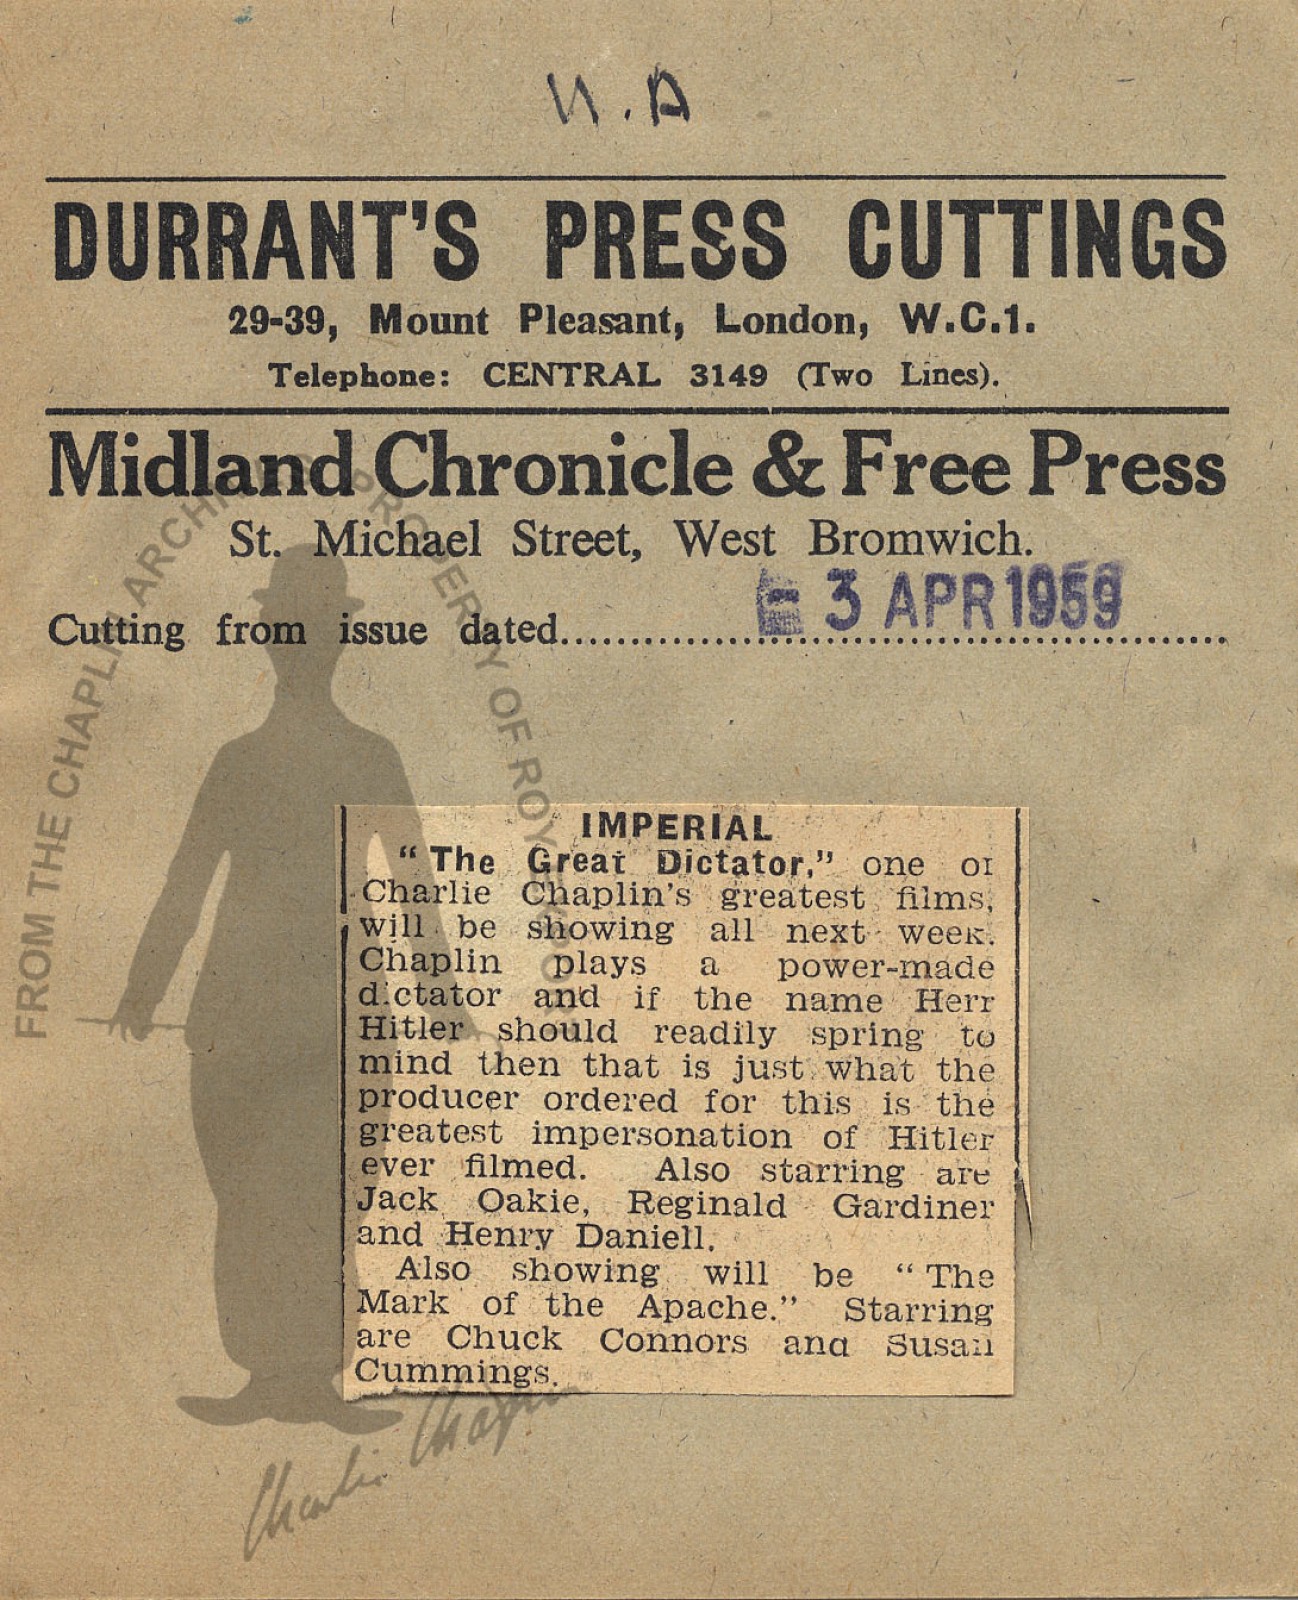 U.A
DURRANT'S PRESS CUTTINGS
29-39, Mount Pleasant, London, W.C.1.
Telephone: CENTRAL 3149 (Two Lines).
Midland Chronicle & Free Press
St. Michael Street, West Bromwich.
Cutting from issue dated
3 APR 1959
IMPERIAL
"The Great Dictator," one of
Charlie Chaplin's greatest films,
will be showing all next week.
Chaplin plays a power-made
dictator and if the name Herr
Hitler should readily spring to
mind then that is just what the
producer ordered for this is the
greatest impersonation of Hitler
ever filmed. Also starring are
Jack Oakie, Reginald Gardiner
and Henry Daniell.
Also showing will be "The
Mark of the Apache." Starring
are Chuck Connors and Susan
Cummings.
FROM THE CHAPLIN ARCHIVES PROPERTY OF ROY EXPORT
Charlie Chaplin